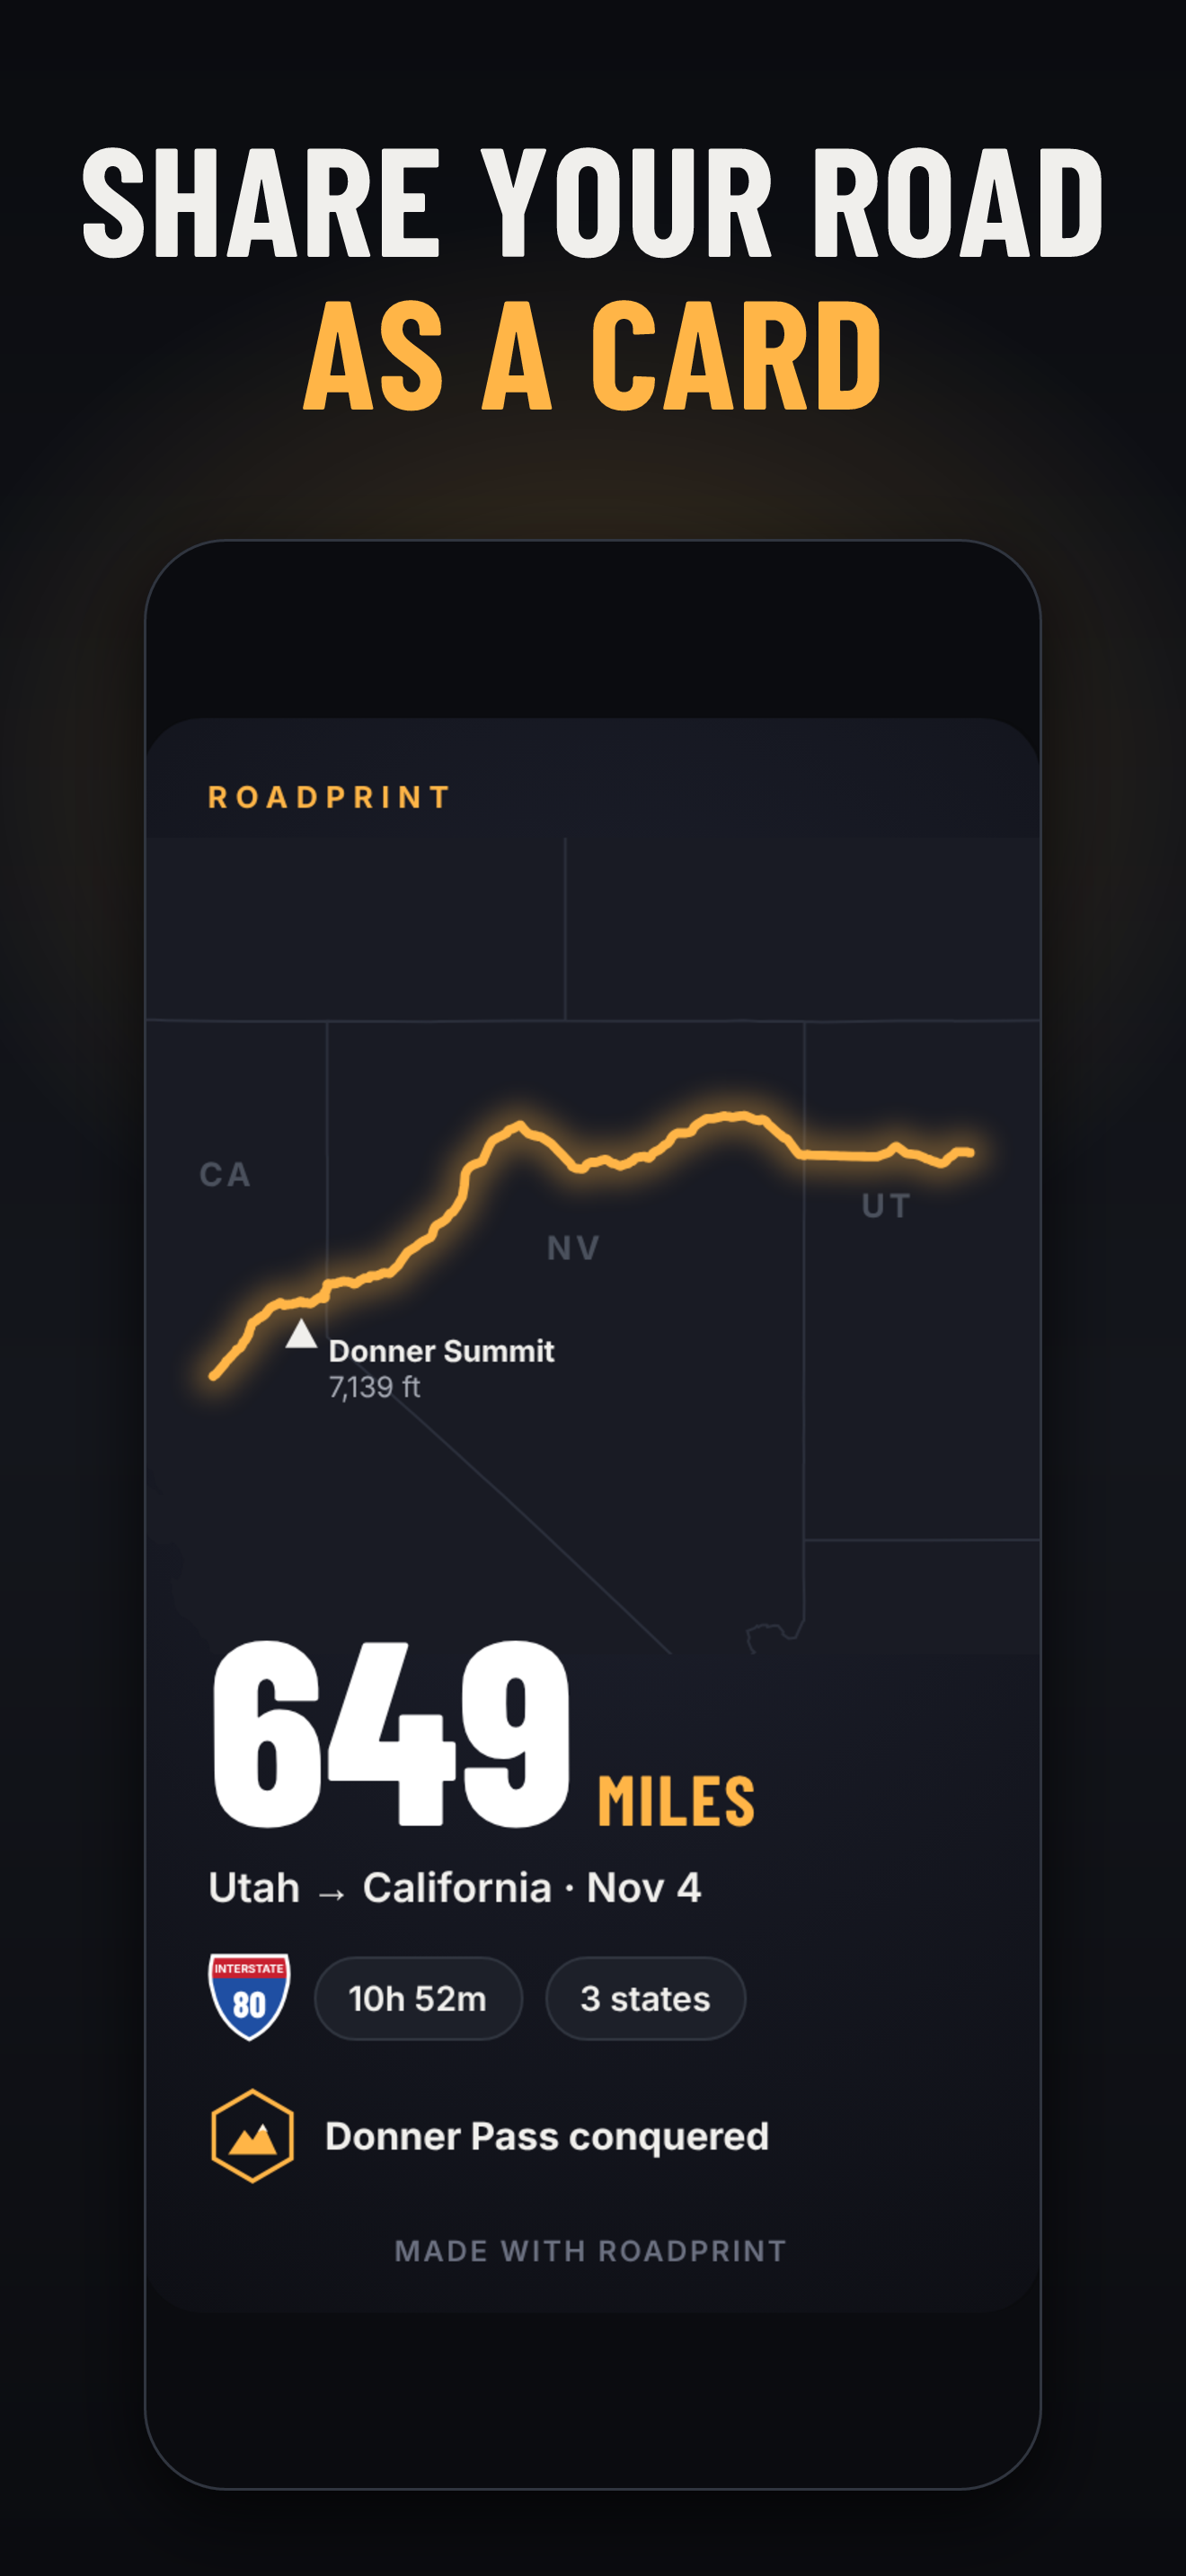 SHARE YOUR ROAD
AS A CARD
ROADPRINT
CA
UT
NV
Donner Summit
7,139 ft
649 MILES
Utah → California · Nov 4
INTERSTATE
80
10h 52m
3 states
Donner Pass conquered
MADE WITH ROADPRINT